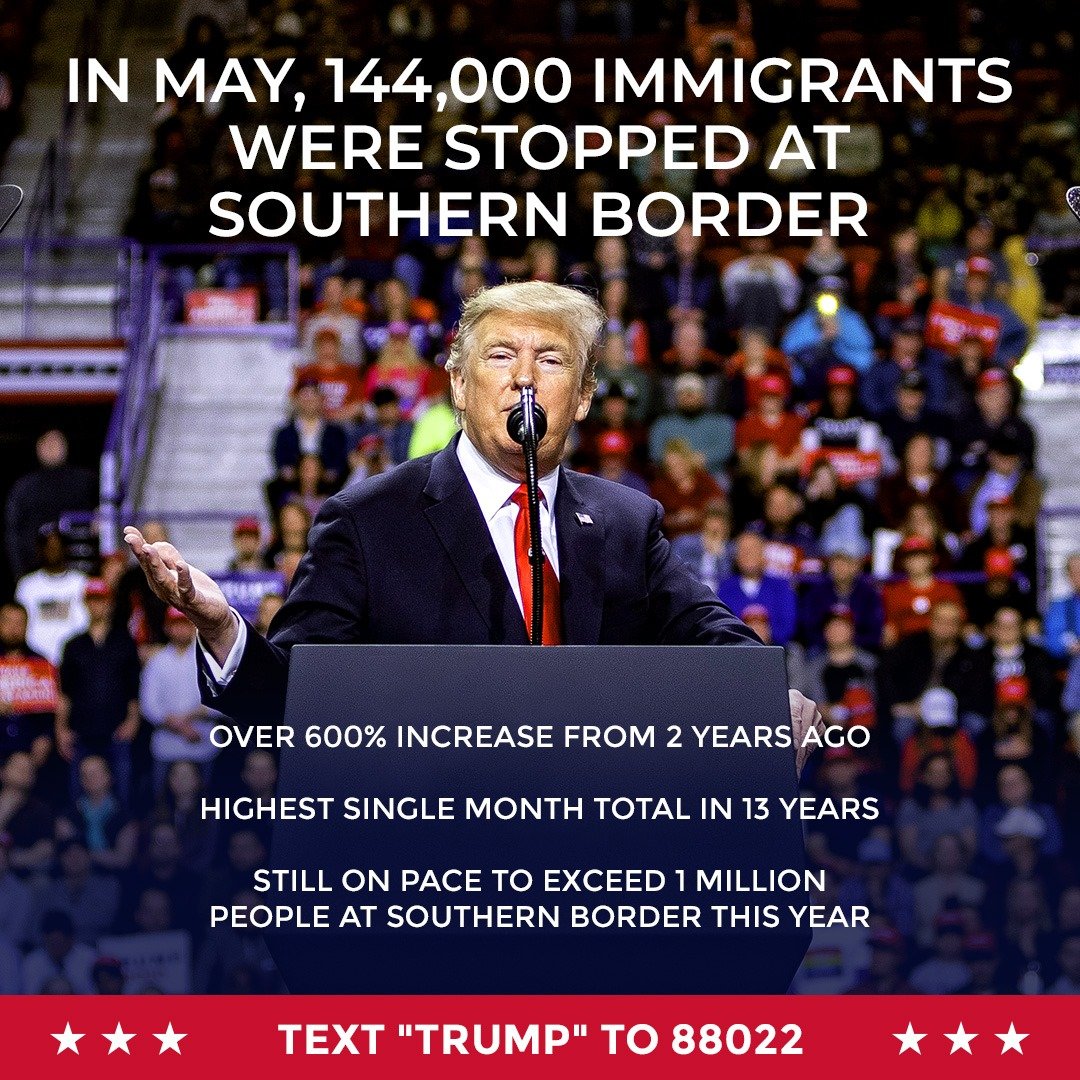 IN MAY, 144,000 IMMIGRANTS
WERE STOPPED AT
SOUTHERN BORDER
OVER 600% INCREASE FROM 2 YEARS AGO
HIGHEST SINGLE MONTH TOTAL IN 13 YEARS
STILL ON PACE TO EXCEED 1 MILLION
PEOPLE AT SOUTHERN BORDER THIS YEAR
TEXT "TRUMP" TO 88022